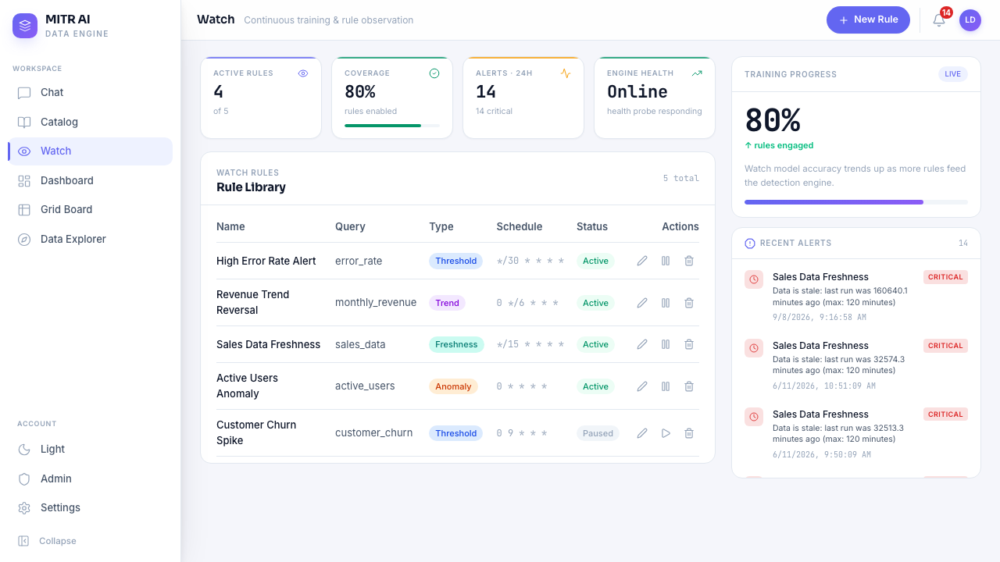 MITR AI
DATA ENGINE
WORKSPACE
Chat
Catalog
Watch
Dashboard
Grid Board
Data Explorer
ACCOUNT
Light
Admin
Settings
Collapse
Watch Continuous training & rule observation
New Rule
14
LD
ACTIVE RULES
4
of 5
COVERAGE
80%
rules enabled
ALERTS · 24H
14
14 critical
ENGINE HEALTH
Online
health probe responding
WATCH RULES
Rule Library
5 total
Name Query Type Schedule Status Actions
High Error Rate Alert error_rate Threshold */30 * * * * Active
Revenue Trend
Reversal
monthly_revenue Trend 0 */6 * * * Active
Sales Data Freshness sales_data Freshness */15 * * * * Active
Active Users
Anomaly
active_users Anomaly 0 * * * * Active
Customer Churn
Spike
customer_churn Threshold 0 9 * * * Paused
TRAINING PROGRESS
LIVE
80%
↑ rules engaged
Watch model accuracy trends up as more rules feed
the detection engine.
RECENT ALERTS
14
Sales Data Freshness
CRITICAL
Data is stale: last run was 160640.1
minutes ago (max: 120 minutes)
9/8/2026, 9:16:58 AM
Sales Data Freshness
CRITICAL
Data is stale: last run was 32574.3
minutes ago (max: 120 minutes)
6/11/2026, 10:51:09 AM
Sales Data Freshness
CRITICAL
Data is stale: last run was 32513.3
minutes ago (max: 120 minutes)
6/11/2026, 9:50:09 AM